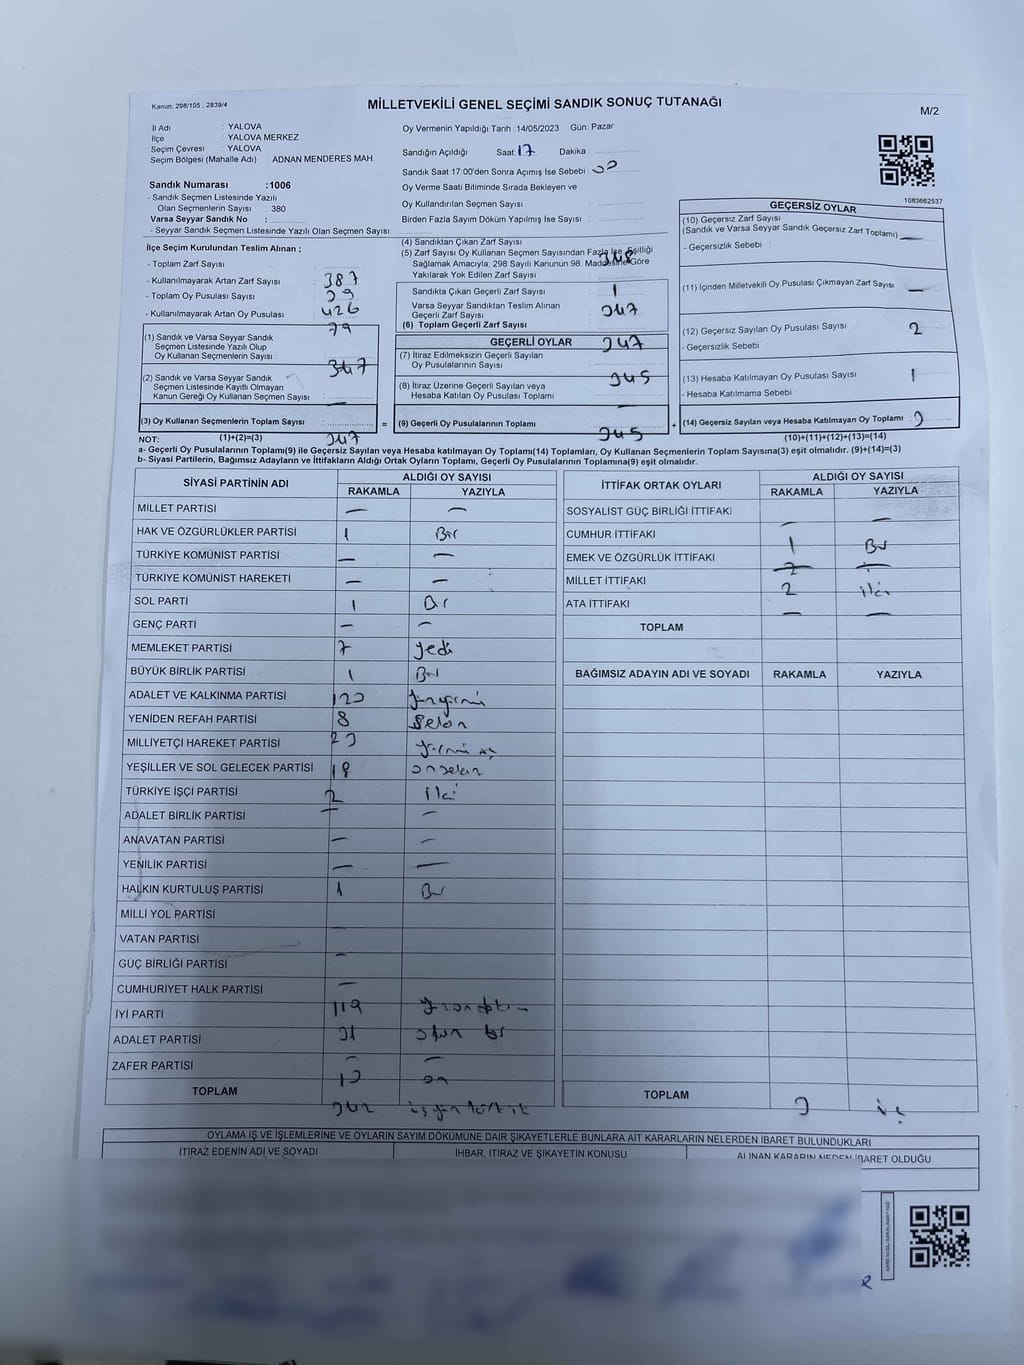 Kanun. 298/105 , 2839/4
MİLLETVEKİLİ GENEL SEÇİMİ SANDIK SONUÇ TUTANAĞI
M/2
İl Adı : YALOVA
İlçe : YALOVA MERKEZ
Seçim Çevresi : YALOVA
Seçim Bölgesi (Mahalle Adı) : ADNAN MENDERES MAH.
Sandık Numarası :1006
- Sandık Seçmen Listesinde Yazılı
Olan Seçmenlerin Sayısı : 380
Varsa Seyyar Sandık No :
- Seyyar Sandık Seçmen Listesinde Yazılı Olan Seçmen Sayısı:
Oy Vermenin Yapıldığı Tarih :14/05/2023 Gün: Pazar
Sandığın Açıldığı Saat: 17 Dakika :
Sandık Saat 17:00'den Sonra Açımış İse Sebebi :
Oy Verme Saati Bitiminde Sırada Bekleyen ve
Oy Kullandırılan Seçmen Sayısı :
Birden Fazla Sayım Döküm Yapılmış İse Sayısı :
1083662537
İlçe Seçim Kurulundan Teslim Alınan ;
- Toplam Zarf Sayısı : 387
- Kullanılmayarak Artan Zarf Sayısı : 39
- Toplam Oy Pusulası Sayısı : 426
- Kullanılmayarak Artan Oy Pusulası : 79
(1) Sandık ve Varsa Seyyar Sandık
Seçmen Listesinde Yazılı Olup
Oy Kullanan Seçmenlerin Sayısı : 347
(2) Sandık ve Varsa Seyyar Sandık
Seçmen Listesinde Kayıtlı Olmayan
Kanun Gereği Oy Kullanan Seçmen Sayısı : —
(3) Oy Kullanan Seçmenlerin Toplam Sayısı : 347
(4) Sandıktan Çıkan Zarf Sayısı 348
(5) Zarf Sayısı Oy Kullanan Seçmen Sayısından Fazla İse Eşitliği
Sağlamak Amacıyla, 298 Sayılı Kanunun 98. Maddesine Göre
Yakılarak Yok Edilen Zarf Sayısı 1
Sandıkta Çıkan Geçerli Zarf Sayısı : 347
Varsa Seyyar Sandıktan Teslim Alınan
Geçerli Zarf Sayısı :
(6) Toplam Geçerli Zarf Sayısı : 347
GEÇERLİ OYLAR
(7) İtiraz Edilmeksizin Geçerli Sayılan
Oy Pusulalarının Sayısı : 345
(8) İtiraz Üzerine Geçerli Sayılan veya
Hesaba Katılan Oy Pusulası Toplamı : —
= (9) Geçerli Oy Pusulalarının Toplamı 345
GEÇERSİZ OYLAR
(10) Geçersiz Zarf Sayısı
(Sandık ve Varsa Seyyar Sandık Geçersiz Zarf Toplamı) : —
- Geçersizlik Sebebi :
(11) İçinden Milletvekili Oy Pusulası Çıkmayan Zarf Sayısı : —
(12) Geçersiz Sayılan Oy Pusulası Sayısı : 2
- Geçersizlik Sebebi :
(13) Hesaba Katılmayan Oy Pusulası Sayısı : 1
- Hesaba Katılmama Sebebi :
+ (14) Geçersiz Sayılan veya Hesaba Katılmayan Oy Toplamı : 3
NOT: (1)+(2)=(3) (10)+(11)+(12)+(13)=(14)
a- Geçerli Oy Pusulalarının Toplamı(9) ile Geçersiz Sayılan veya Hesaba katılmayan Oy Toplamı(14) Toplamları, Oy Kullanan Seçmenlerin Toplam Sayısına(3) eşit olmalıdır. (9)+(14)=(3)
b- Siyasi Partilerin, Bağımsız Adayların ve İttifakların Aldığı Ortak Oyların Toplamı, Geçerli Oy Pusulalarının Toplamına(9) eşit olmalıdır.
SİYASİ PARTİNİN ADI ALDIĞI OY SAYISI
RAKAMLA YAZIYLA
MİLLET PARTİSİ — —
HAK VE ÖZGÜRLÜKLER PARTİSİ 1 Bir
TÜRKİYE KOMÜNİST PARTİSİ — —
TÜRKİYE KOMÜNİST HAREKETİ — —
SOL PARTİ 1 Bir
GENÇ PARTİ — —
MEMLEKET PARTİSİ 7 yedi
BÜYÜK BİRLİK PARTİSİ 1 Bir
ADALET VE KALKINMA PARTİSİ 120 yüzyirmi
YENİDEN REFAH PARTİSİ 8 Sekiz
MİLLİYETÇİ HAREKET PARTİSİ 23 yirmi üç
YEŞİLLER VE SOL GELECEK PARTİSİ 18 onsekiz
TÜRKİYE İŞÇİ PARTİSİ 2 iki
ADALET BİRLİK PARTİSİ — —
ANAVATAN PARTİSİ — —
YENİLİK PARTİSİ — —
HALKIN KURTULUŞ PARTİSİ 1 Bir
MİLLİ YOL PARTİSİ
VATAN PARTİSİ —
GÜÇ BİRLİĞİ PARTİSİ —
CUMHURİYET HALK PARTİSİ —
İYİ PARTİ 119
ADALET PARTİSİ 31 otuz bir
ZAFER PARTİSİ — —
10 on
TOPLAM 342
İTTİFAK ORTAK OYLARI ALDIĞI OY SAYISI
RAKAMLA YAZIYLA
SOSYALİST GÜÇ BİRLİĞİ İTTİFAKI — —
CUMHUR İTTİFAKI 1 Bir
EMEK VE ÖZGÜRLÜK İTTİFAKI — —
MİLLET İTTİFAKI 2 iki
ATA İTTİFAKI — —
TOPLAM
BAĞIMSIZ ADAYIN ADI VE SOYADI RAKAMLA YAZIYLA
TOPLAM 3 üç
OYLAMA İŞ VE İŞLEMLERİNE VE OYLARIN SAYIM DÖKÜMÜNE DAİR ŞİKAYETLERLE BUNLARA AİT KARARLARIN NELERDEN İBARET BULUNDUKLARI
İTİRAZ EDENİN ADI VE SOYADI İHBAR, İTİRAZ VE ŞİKAYETİN KONUSU ALINAN KARARIN NEDEN İBARET OLDUĞU